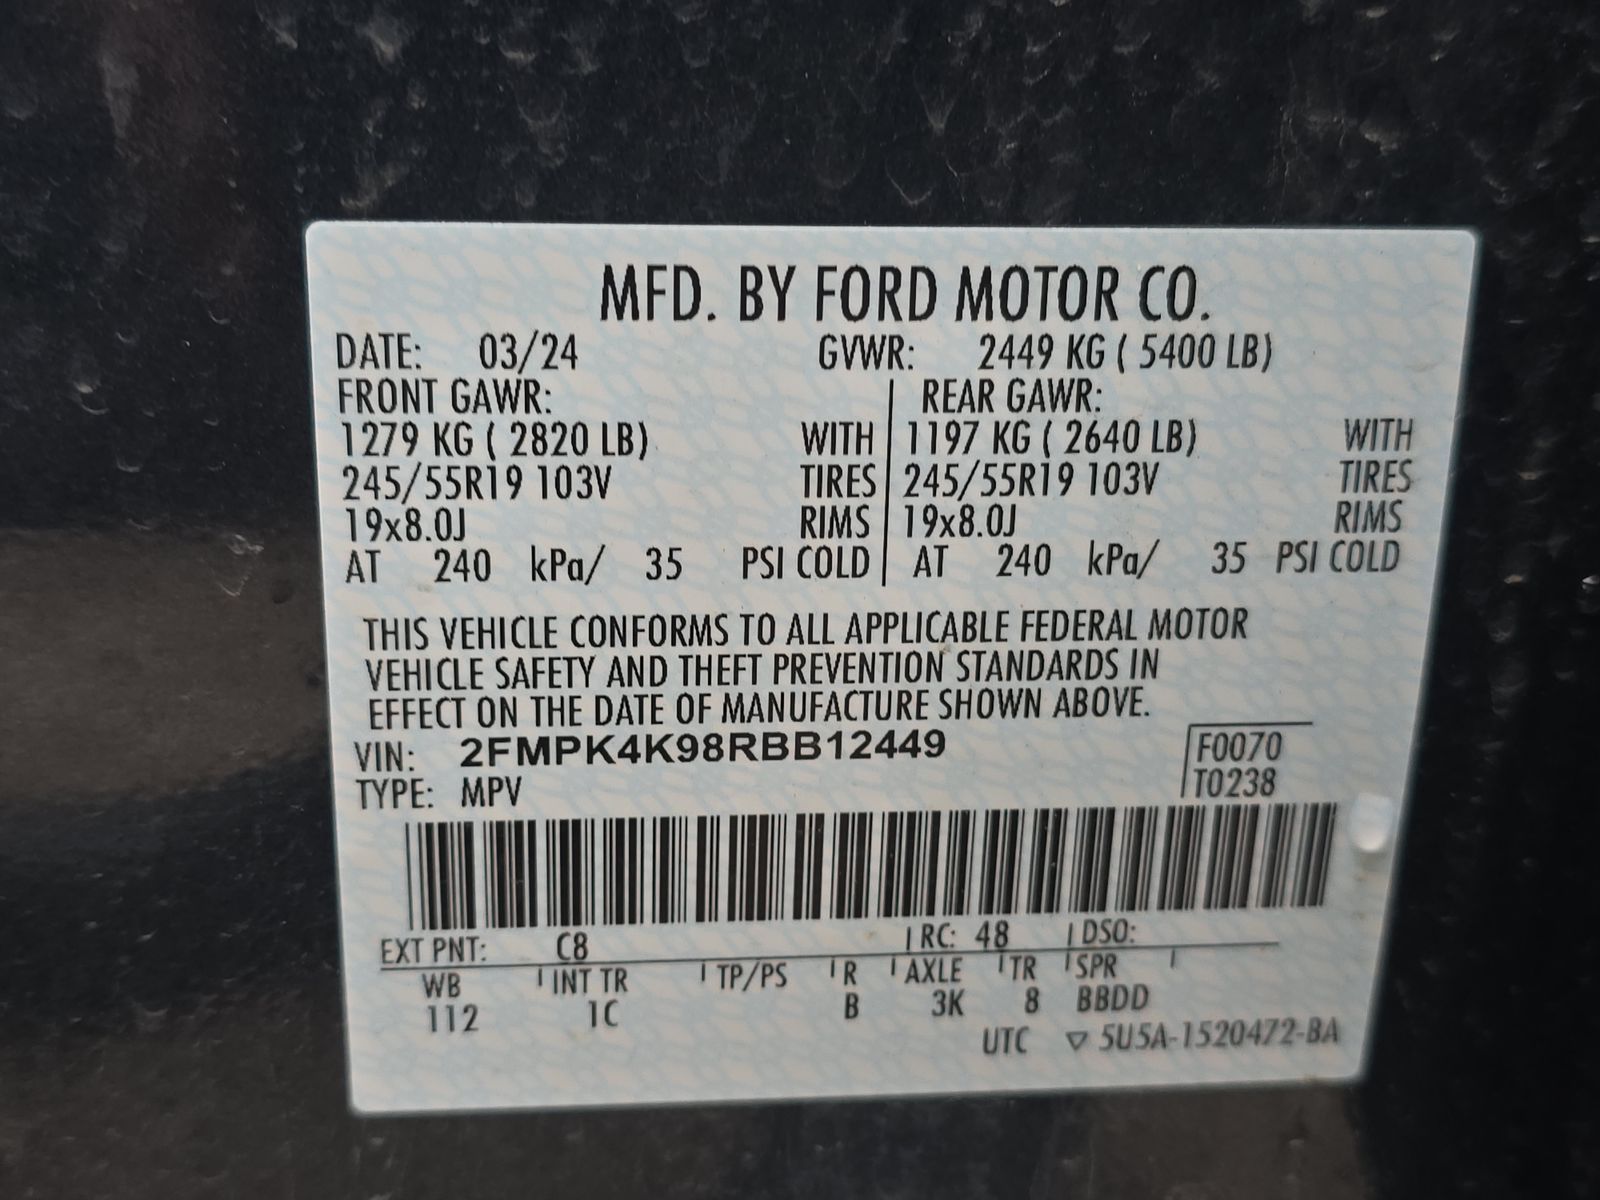 MFD. BY FORD MOTOR CO.
DATE: 03/24 GVWR: 2449 KG ( 5400 LB)
FRONT GAWR: REAR GAWR:
1279 KG ( 2820 LB) WITH 1197 KG ( 2640 LB) WITH
245/55R19 103V TIRES 245/55R19 103V TIRES
19x8.0J RIMS 19x8.0J RIMS
AT 240 kPa/ 35 PSI COLD AT 240 kPa/ 35 PSI COLD
THIS VEHICLE CONFORMS TO ALL APPLICABLE FEDERAL MOTOR
VEHICLE SAFETY AND THEFT PREVENTION STANDARDS IN
EFFECT ON THE DATE OF MANUFACTURE SHOWN ABOVE.
VIN: 2FMPK4K98RBB12449 F0070
TYPE: MPV T0238
EXT PNT: C8 RC: 48 DSO:
WB INT TR TP/PS R AXLE TR SPR
112 1C B 3K 8 BBDD
UTC ▽ 5U5A-1520472-BA